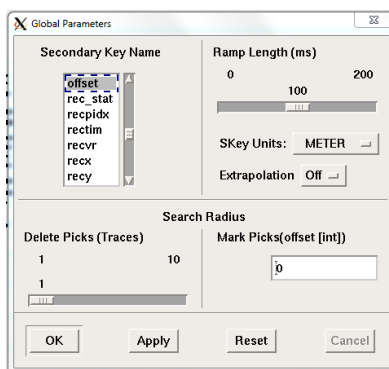 Global Parameters
Secondary Key Name
offset
rec_stat
recpidx
rectim
recvr
recx
recy
Ramp Length (ms)
0 200
100
SKey Units: METER
Extrapolation Off
Search Radius
Delete Picks (Traces)
1 10
1
Mark Picks(offset [int])
0
OK Apply Reset Cancel